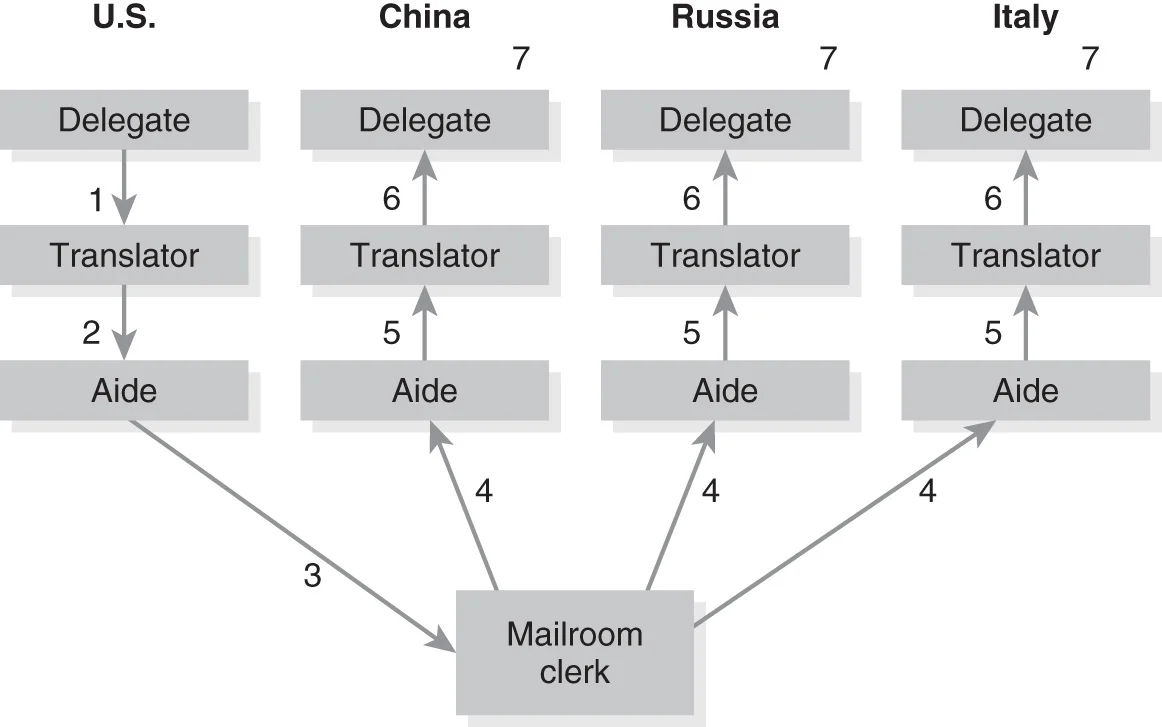 U.S. China Russia Italy
7 7 7
Delegate Delegate Delegate Delegate
1 6 6 6
Translator Translator Translator Translator
2 5 5 5
Aide Aide Aide Aide
4 4 4
3
Mailroom
clerk